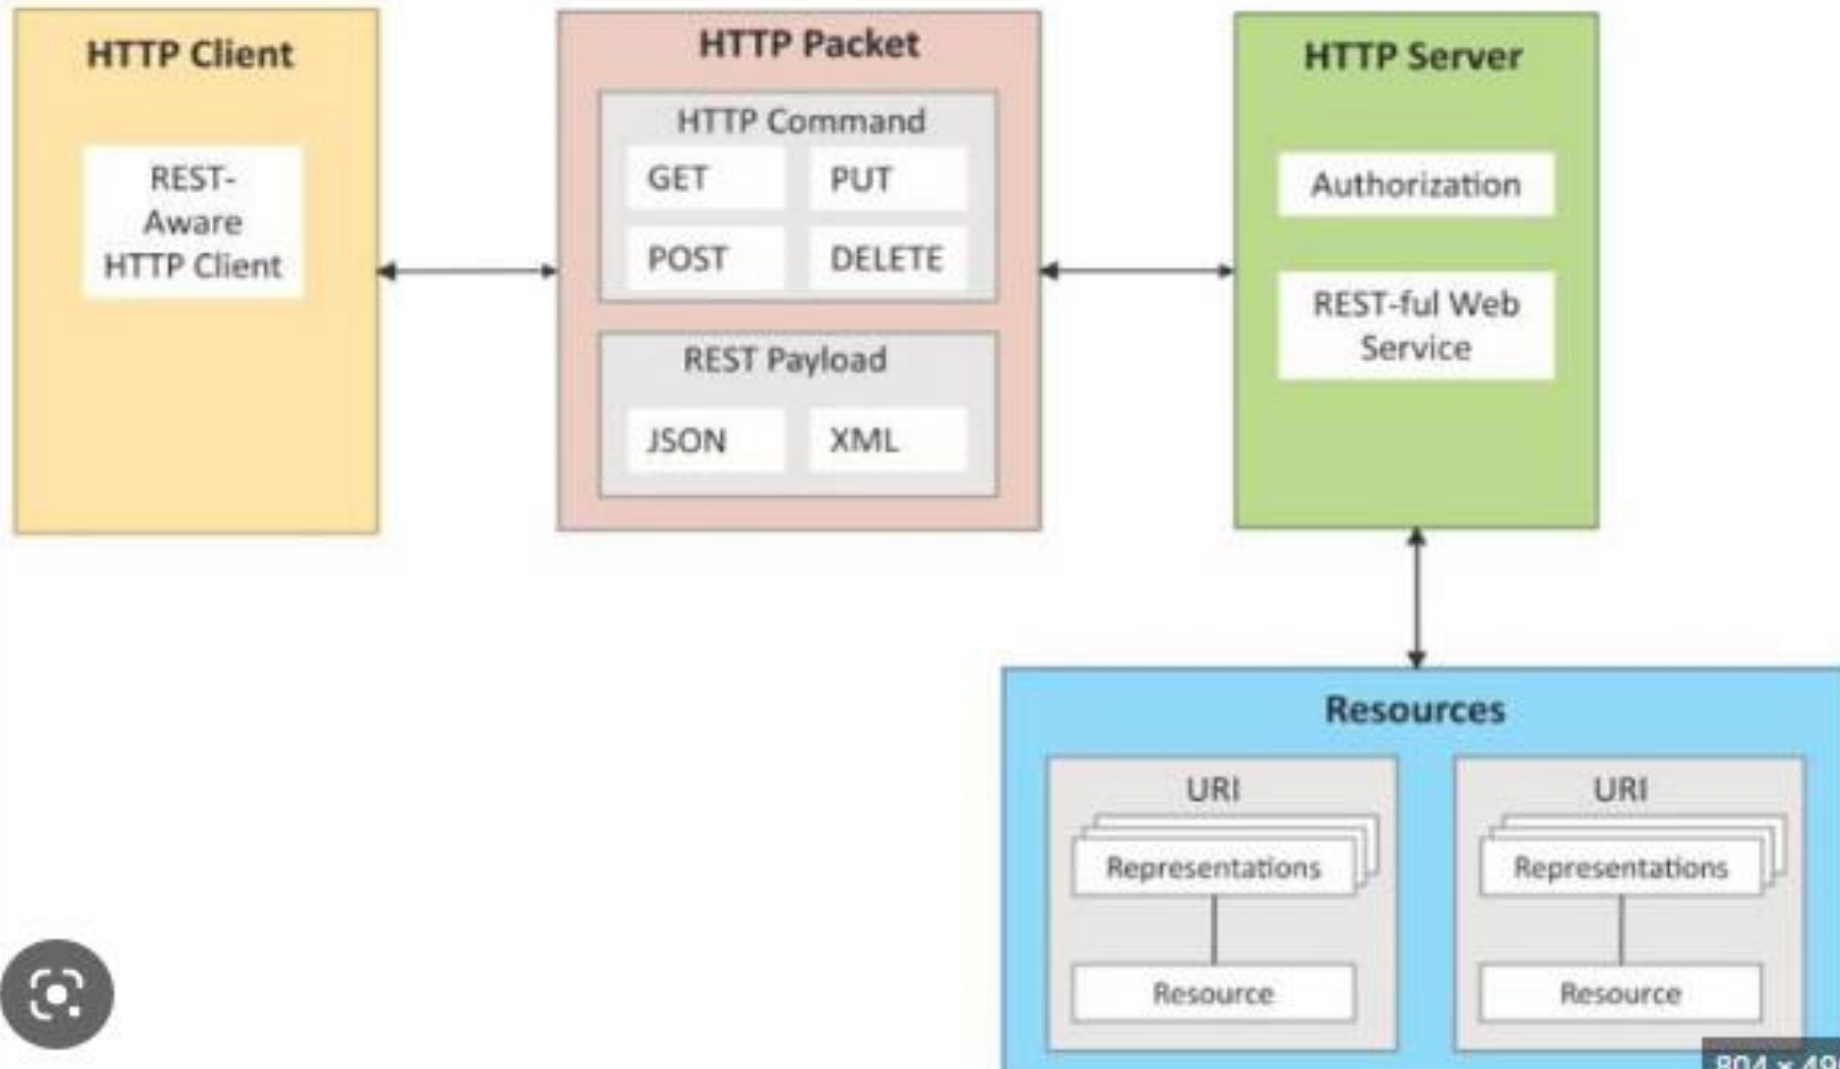 HTTP Client
REST-
Aware
HTTP Client
HTTP Packet
HTTP Command
GET
PUT
POST
DELETE
REST Payload
JSON
XML
HTTP Server
Authorization
REST-ful Web
Service
Resources
URI
Representations
Resource
URI
Representations
Resource